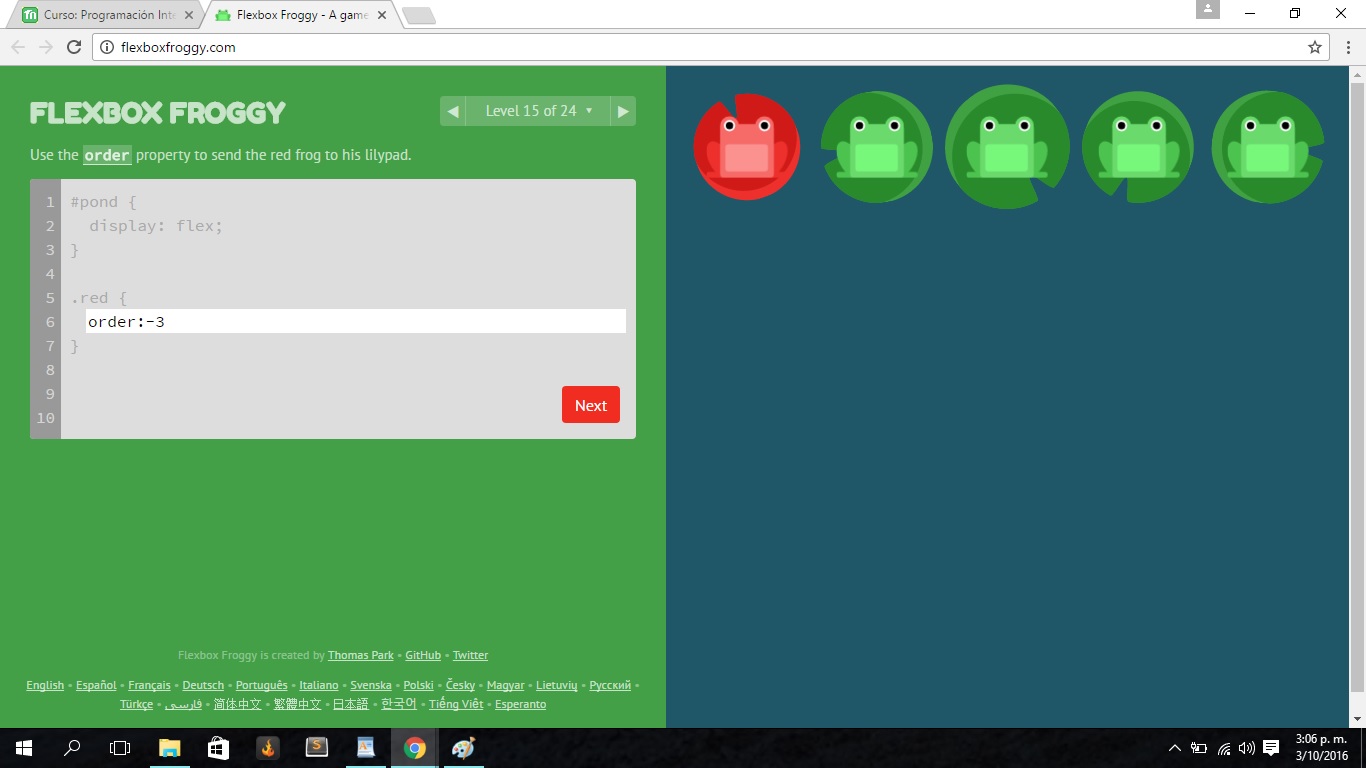 Curso: Programación Inte
Flexbox Froggy - A game
flexboxfroggy.com
FLEXBOX FROGGY
Level 15 of 24
Use the order property to send the red frog to his lilypad.
1 #pond {
2 display: flex;
3 }
4
5 .red {
6 order:-3
7 }
8
9
10
Next
Flexbox Froggy is created by Thomas Park • GitHub • Twitter
English • Español • Français • Deutsch • Português • Italiano • Svenska • Polski • Česky • Magyar • Lietuvių • Русский •
Türkçe • فارسی • 简体中文 • 繁體中文 • 日本語 • 한국어 • Tiếng Việt • Esperanto
3:06 p. m.
3/10/2016